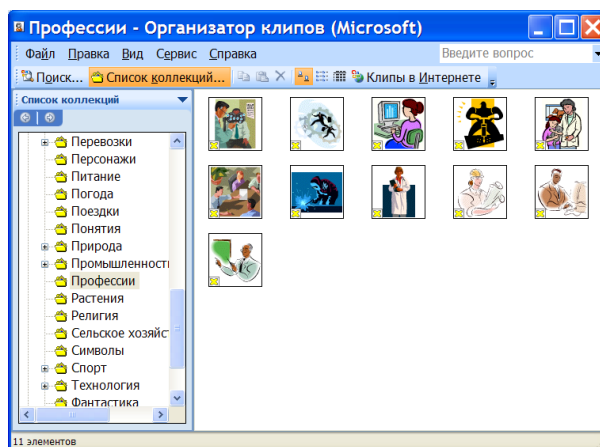 Профессии - Организатор клипов (Microsoft)
Файл Правка Вид Сервис Справка Введите вопрос
Поиск... Список коллекций... Клипы в Интернете
Список коллекций
Перевозки
Персонажи
Питание
Погода
Поездки
Понятия
Природа
Промышленност
Профессии
Растения
Религия
Сельское хозяйс
Символы
Спорт
Технология
Фантастика
11 элементов